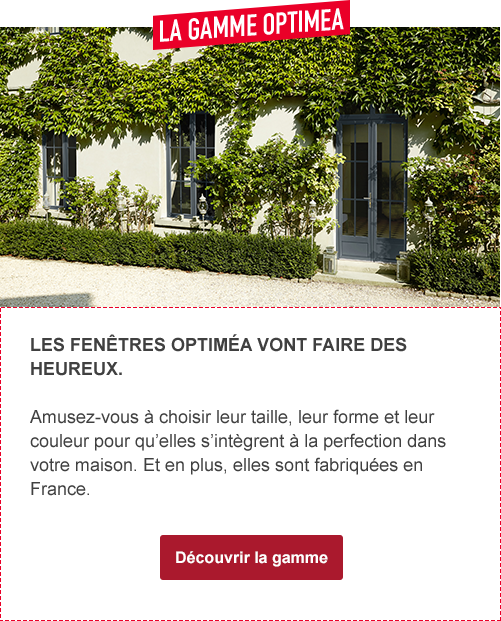 LA GAMME OPTIMEA
LES FENÊTRES OPTIMÉA VONT FAIRE DES
HEUREUX.
Amusez-vous à choisir leur taille, leur forme et leur
couleur pour qu’elles s’intègrent à la perfection dans
votre maison. Et en plus, elles sont fabriquées en
France.
Découvrir la gamme